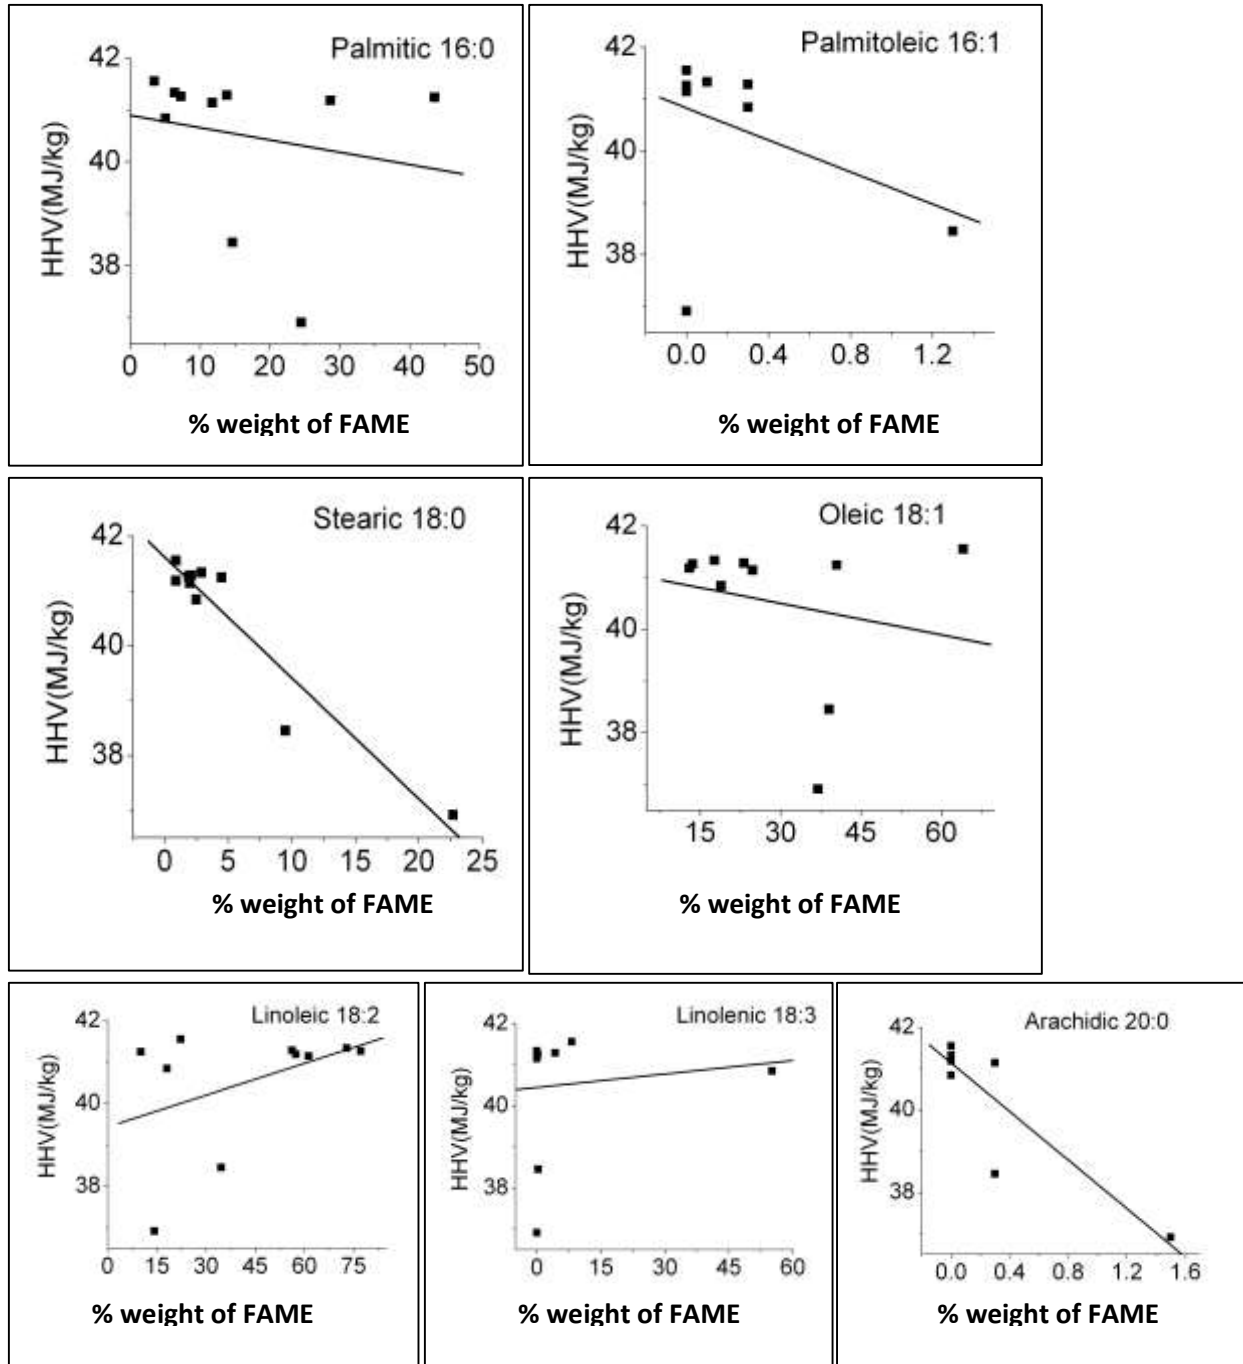 Palmitic 16:0
HHV(MJ/kg)
42
40
38
0 10 20 30 40 50
% weight of FAME
Palmitoleic 16:1
HHV(MJ/kg)
42
40
38
0.0 0.4 0.8 1.2
% weight of FAME
Stearic 18:0
HHV(MJ/kg)
42
40
38
0 5 10 15 20 25
% weight of FAME
Oleic 18:1
HHV(MJ/kg)
42
40
38
15 30 45 60
% weight of FAME
Linoleic 18:2
HHV(MJ/kg)
42
40
38
0 15 30 45 60 75
% weight of FAME
Linolenic 18:3
HHV(MJ/kg)
42
40
38
0 15 30 45 60
% weight of FAME
Arachidic 20:0
HHV(MJ/kg)
42
40
38
0.0 0.4 0.8 1.2 1.6
% weight of FAME